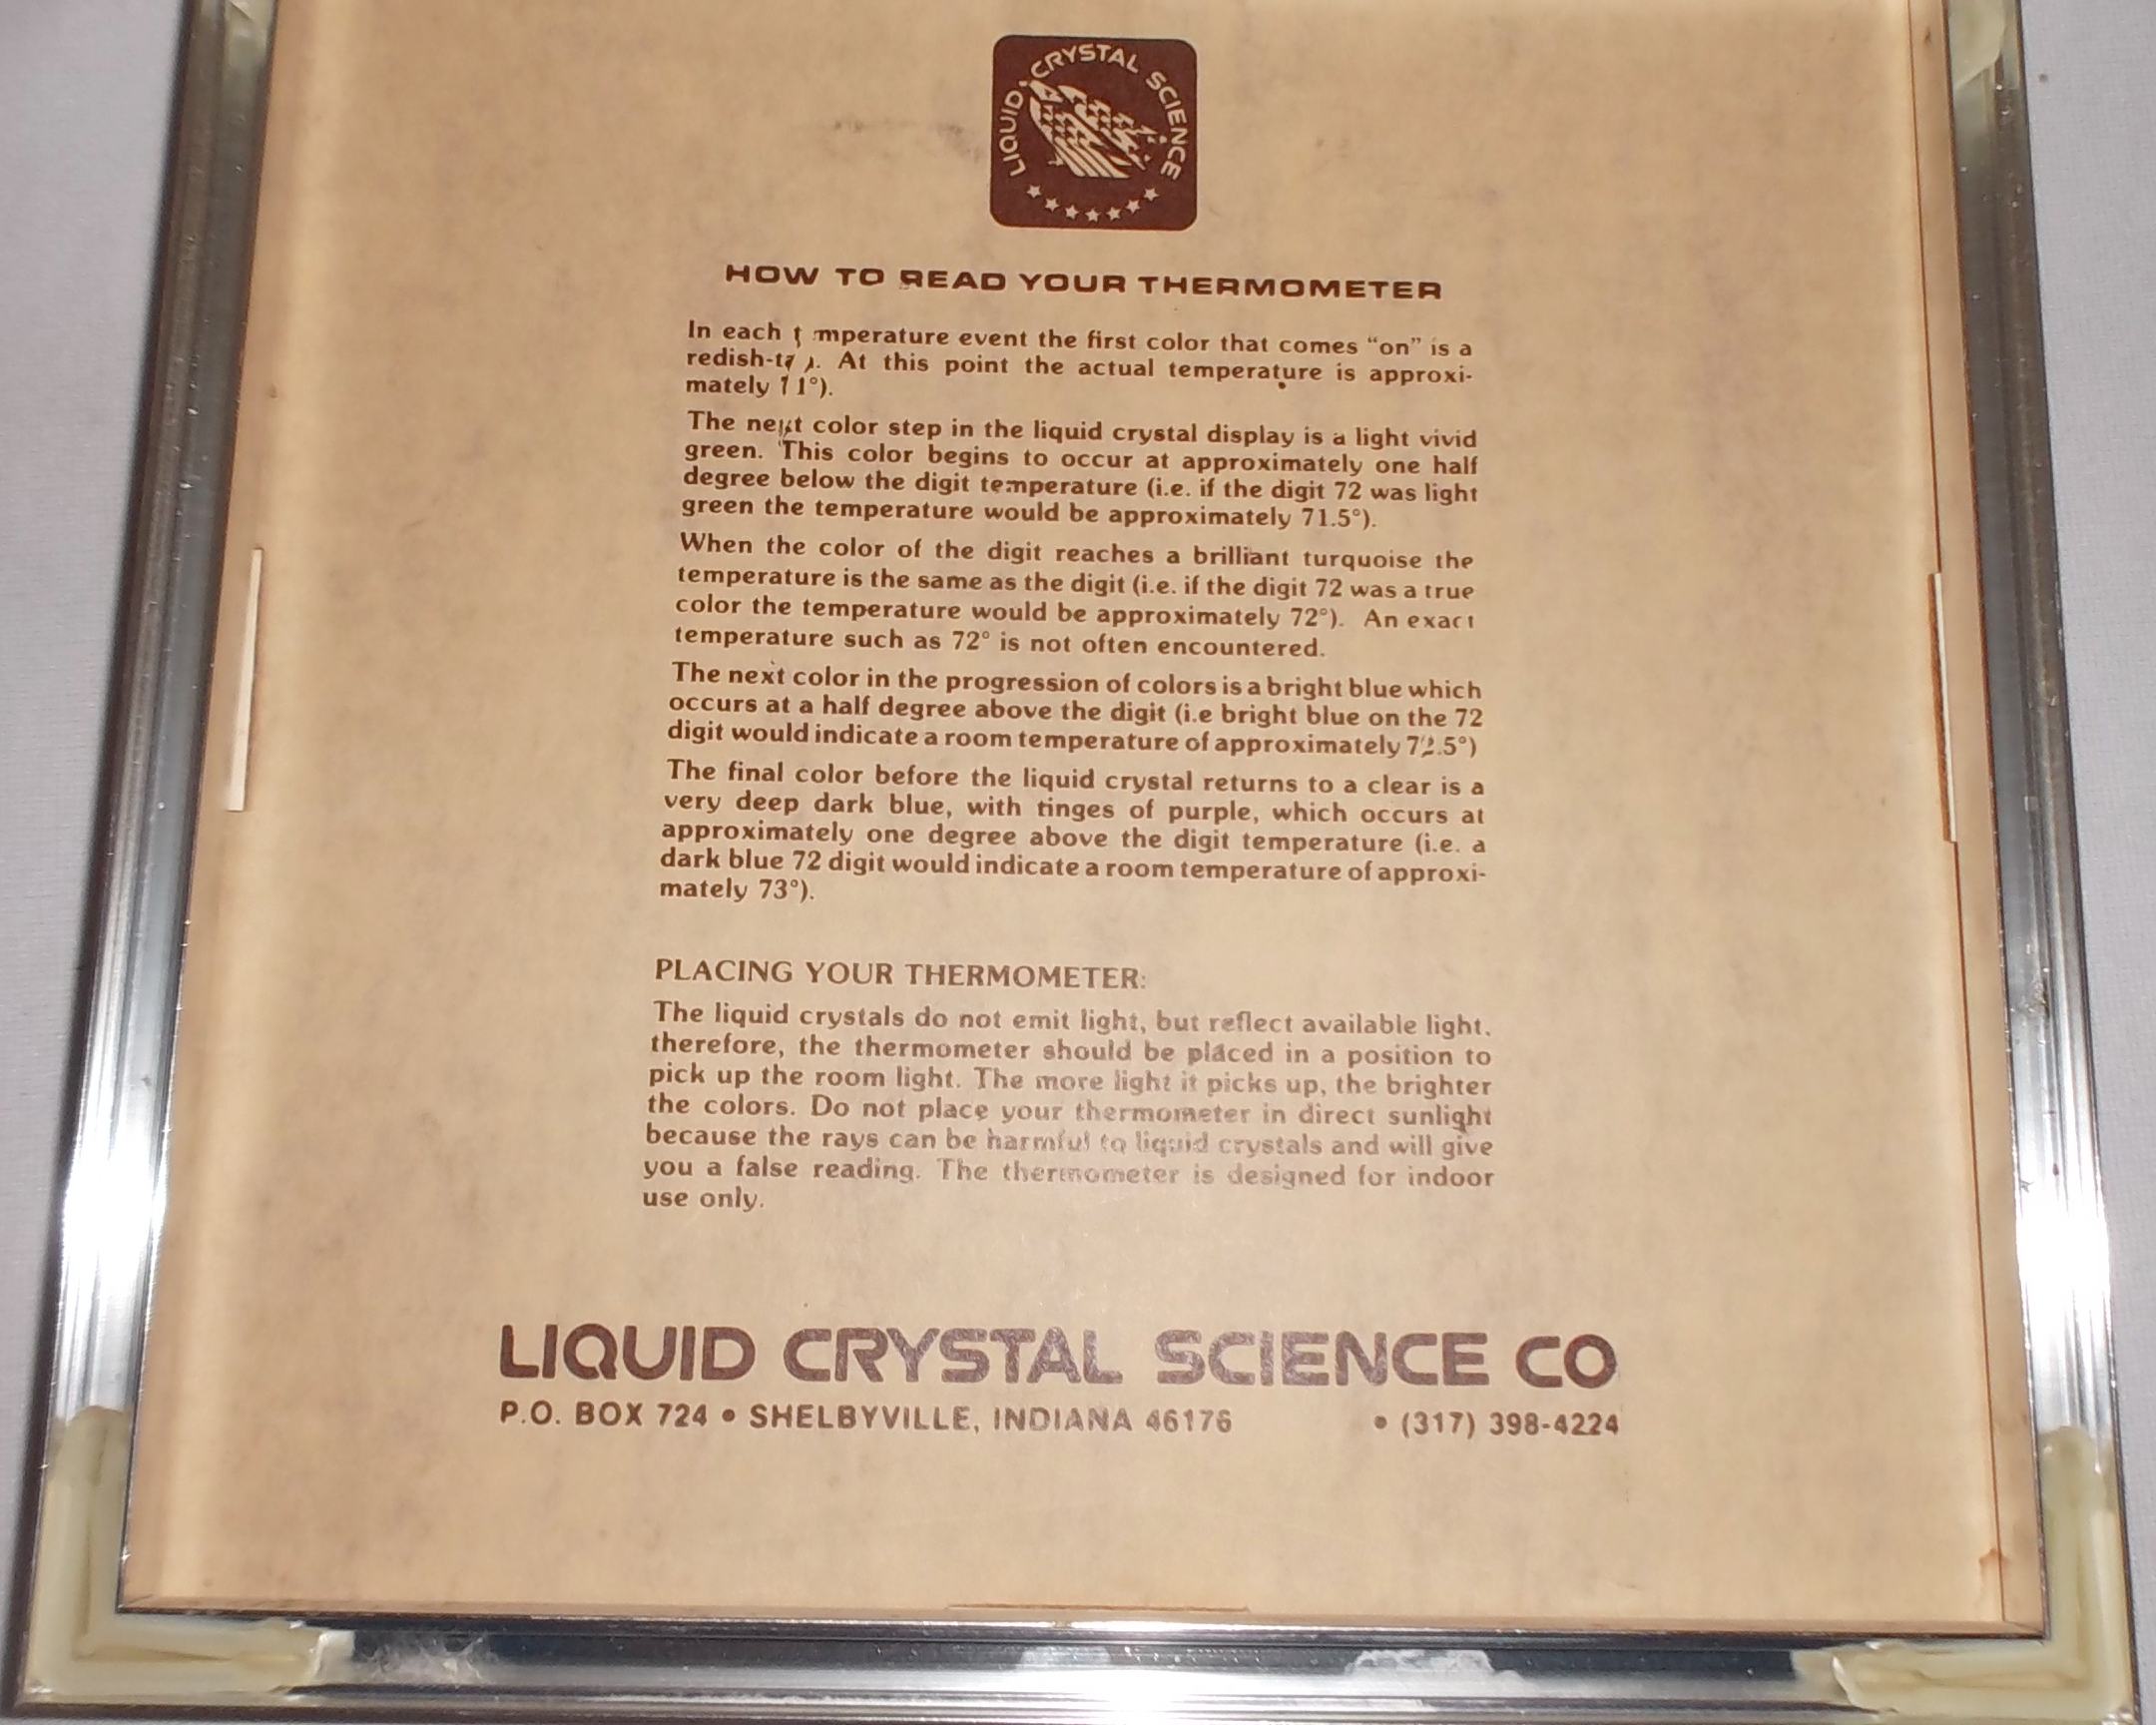 LIQUID CRYSTAL SCIENCE
HOW TO READ YOUR THERMOMETER
In each temperature event the first color that comes "on" is a
redish-tan. At this point the actual temperature is approxi-
mately 71°).
The next color step in the liquid crystal display is a light vivid
green. This color begins to occur at approximately one half
degree below the digit temperature (i.e. if the digit 72 was light
green the temperature would be approximately 71.5°).
When the color of the digit reaches a brilliant turquoise the
temperature is the same as the digit (i.e. if the digit 72 was a true
color the temperature would be approximately 72°). An exact
temperature such as 72° is not often encountered.
The next color in the progression of colors is a bright blue which
occurs at a half degree above the digit (i.e bright blue on the 72
digit would indicate a room temperature of approximately 72.5°)
The final color before the liquid crystal returns to a clear is a
very deep dark blue, with tinges of purple, which occurs at
approximately one degree above the digit temperature (i.e. a
dark blue 72 digit would indicate a room temperature of approxi-
mately 73°).
PLACING YOUR THERMOMETER:
The liquid crystals do not emit light, but reflect available light.
therefore, the thermometer should be placed in a position to
pick up the room light. The more light it picks up, the brighter
the colors. Do not place your thermometer in direct sunlight
because the rays can be harmful to liquid crystals and will give
you a false reading. The thermometer is designed for indoor
use only.
LIQUID CRYSTAL SCIENCE CO
P.O. BOX 724 • SHELBYVILLE, INDIANA 46176 • (317) 398-4224